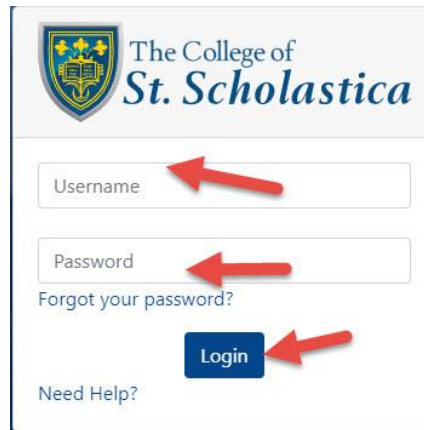 The College of
St. Scholastica
Username
Password
Forgot your password?
Login
Need Help?